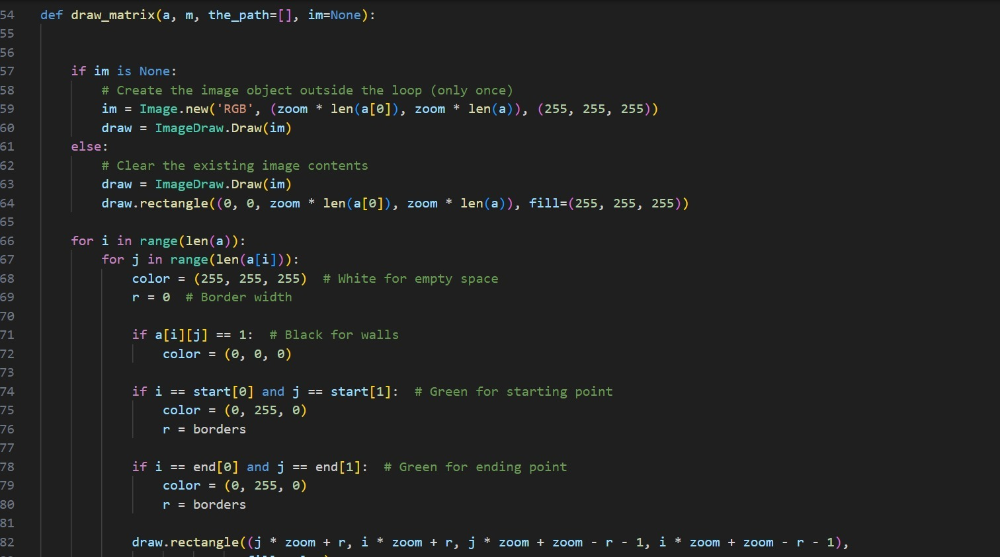 54 def draw_matrix(a, m, the_path=[], im=None):
55
56
57 if im is None:
58 # Create the image object outside the loop (only once)
59 im = Image.new('RGB', (zoom * len(a[0]), zoom * len(a)), (255, 255, 255))
60 draw = ImageDraw.Draw(im)
61 else:
62 # Clear the existing image contents
63 draw = ImageDraw.Draw(im)
64 draw.rectangle((0, 0, zoom * len(a[0]), zoom * len(a)), fill=(255, 255, 255))
65
66 for i in range(len(a)):
67 for j in range(len(a[i])):
68 color = (255, 255, 255)  # White for empty space
69 r = 0  # Border width
70
71 if a[i][j] == 1:  # Black for walls
72 color = (0, 0, 0)
73
74 if i == start[0] and j == start[1]:  # Green for starting point
75 color = (0, 255, 0)
76 r = borders
77
78 if i == end[0] and j == end[1]:  # Green for ending point
79 color = (0, 255, 0)
80 r = borders
81
82 draw.rectangle((j * zoom + r, i * zoom + r, j * zoom + zoom - r - 1, i * zoom + zoom - r - 1),